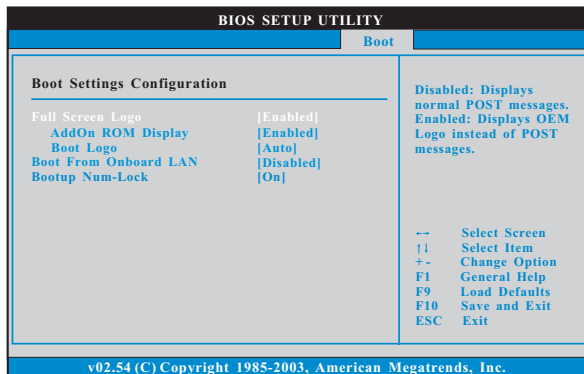 BIOS SETUP UTILITY
Boot
Boot Settings Configuration
Full Screen Logo [Enabled]
AddOn ROM Display [Enabled]
Boot Logo [Auto]
Boot From Onboard LAN [Disabled]
Bootup Num-Lock [On]
Disabled: Displays
normal POST messages.
Enabled: Displays OEM
Logo instead of POST
messages.
←→ Select Screen
↑↓ Select Item
+- Change Option
F1 General Help
F9 Load Defaults
F10 Save and Exit
ESC Exit
v02.54 (C) Copyright 1985-2003, American Megatrends, Inc.